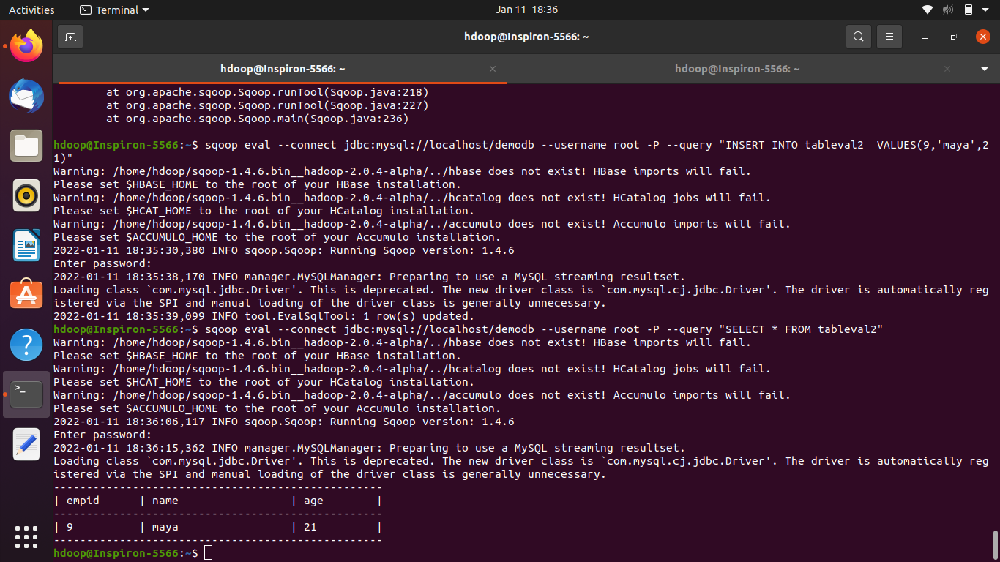 Activities
Terminal
Jan 11 18:36
hdoop@Inspiron-5566: ~
hdoop@Inspiron-5566: ~
hdoop@Inspiron-5566: ~
at org.apache.sqoop.Sqoop.runTool(Sqoop.java:218)
at org.apache.sqoop.Sqoop.runTool(Sqoop.java:227)
at org.apache.sqoop.Sqoop.main(Sqoop.java:236)
hdoop@Inspiron-5566:~$ sqoop eval --connect jdbc:mysql://localhost/demodb --username root -P --query "INSERT INTO tableval2  VALUES(9,'maya',2
1)"
Warning: /home/hdoop/sqoop-1.4.6.bin__hadoop-2.0.4-alpha/../hbase does not exist! HBase imports will fail.
Please set $HBASE_HOME to the root of your HBase installation.
Warning: /home/hdoop/sqoop-1.4.6.bin__hadoop-2.0.4-alpha/../hcatalog does not exist! HCatalog jobs will fail.
Please set $HCAT_HOME to the root of your HCatalog installation.
Warning: /home/hdoop/sqoop-1.4.6.bin__hadoop-2.0.4-alpha/../accumulo does not exist! Accumulo imports will fail.
Please set $ACCUMULO_HOME to the root of your Accumulo installation.
2022-01-11 18:35:30,380 INFO sqoop.Sqoop: Running Sqoop version: 1.4.6
Enter password:
2022-01-11 18:35:38,170 INFO manager.MySQLManager: Preparing to use a MySQL streaming resultset.
Loading class `com.mysql.jdbc.Driver'. This is deprecated. The new driver class is `com.mysql.cj.jdbc.Driver'. The driver is automatically reg
istered via the SPI and manual loading of the driver class is generally unnecessary.
2022-01-11 18:35:39,099 INFO tool.EvalSqlTool: 1 row(s) updated.
hdoop@Inspiron-5566:~$ sqoop eval --connect jdbc:mysql://localhost/demodb --username root -P --query "SELECT * FROM tableval2"
Warning: /home/hdoop/sqoop-1.4.6.bin__hadoop-2.0.4-alpha/../hbase does not exist! HBase imports will fail.
Please set $HBASE_HOME to the root of your HBase installation.
Warning: /home/hdoop/sqoop-1.4.6.bin__hadoop-2.0.4-alpha/../hcatalog does not exist! HCatalog jobs will fail.
Please set $HCAT_HOME to the root of your HCatalog installation.
Warning: /home/hdoop/sqoop-1.4.6.bin__hadoop-2.0.4-alpha/../accumulo does not exist! Accumulo imports will fail.
Please set $ACCUMULO_HOME to the root of your Accumulo installation.
2022-01-11 18:36:06,117 INFO sqoop.Sqoop: Running Sqoop version: 1.4.6
Enter password:
2022-01-11 18:36:15,362 INFO manager.MySQLManager: Preparing to use a MySQL streaming resultset.
Loading class `com.mysql.jdbc.Driver'. This is deprecated. The new driver class is `com.mysql.cj.jdbc.Driver'. The driver is automatically reg
istered via the SPI and manual loading of the driver class is generally unnecessary.
--------------------------------------------------
| empid      | name                 | age        |
--------------------------------------------------
| 9          | maya                 | 21         |
--------------------------------------------------
hdoop@Inspiron-5566:~$